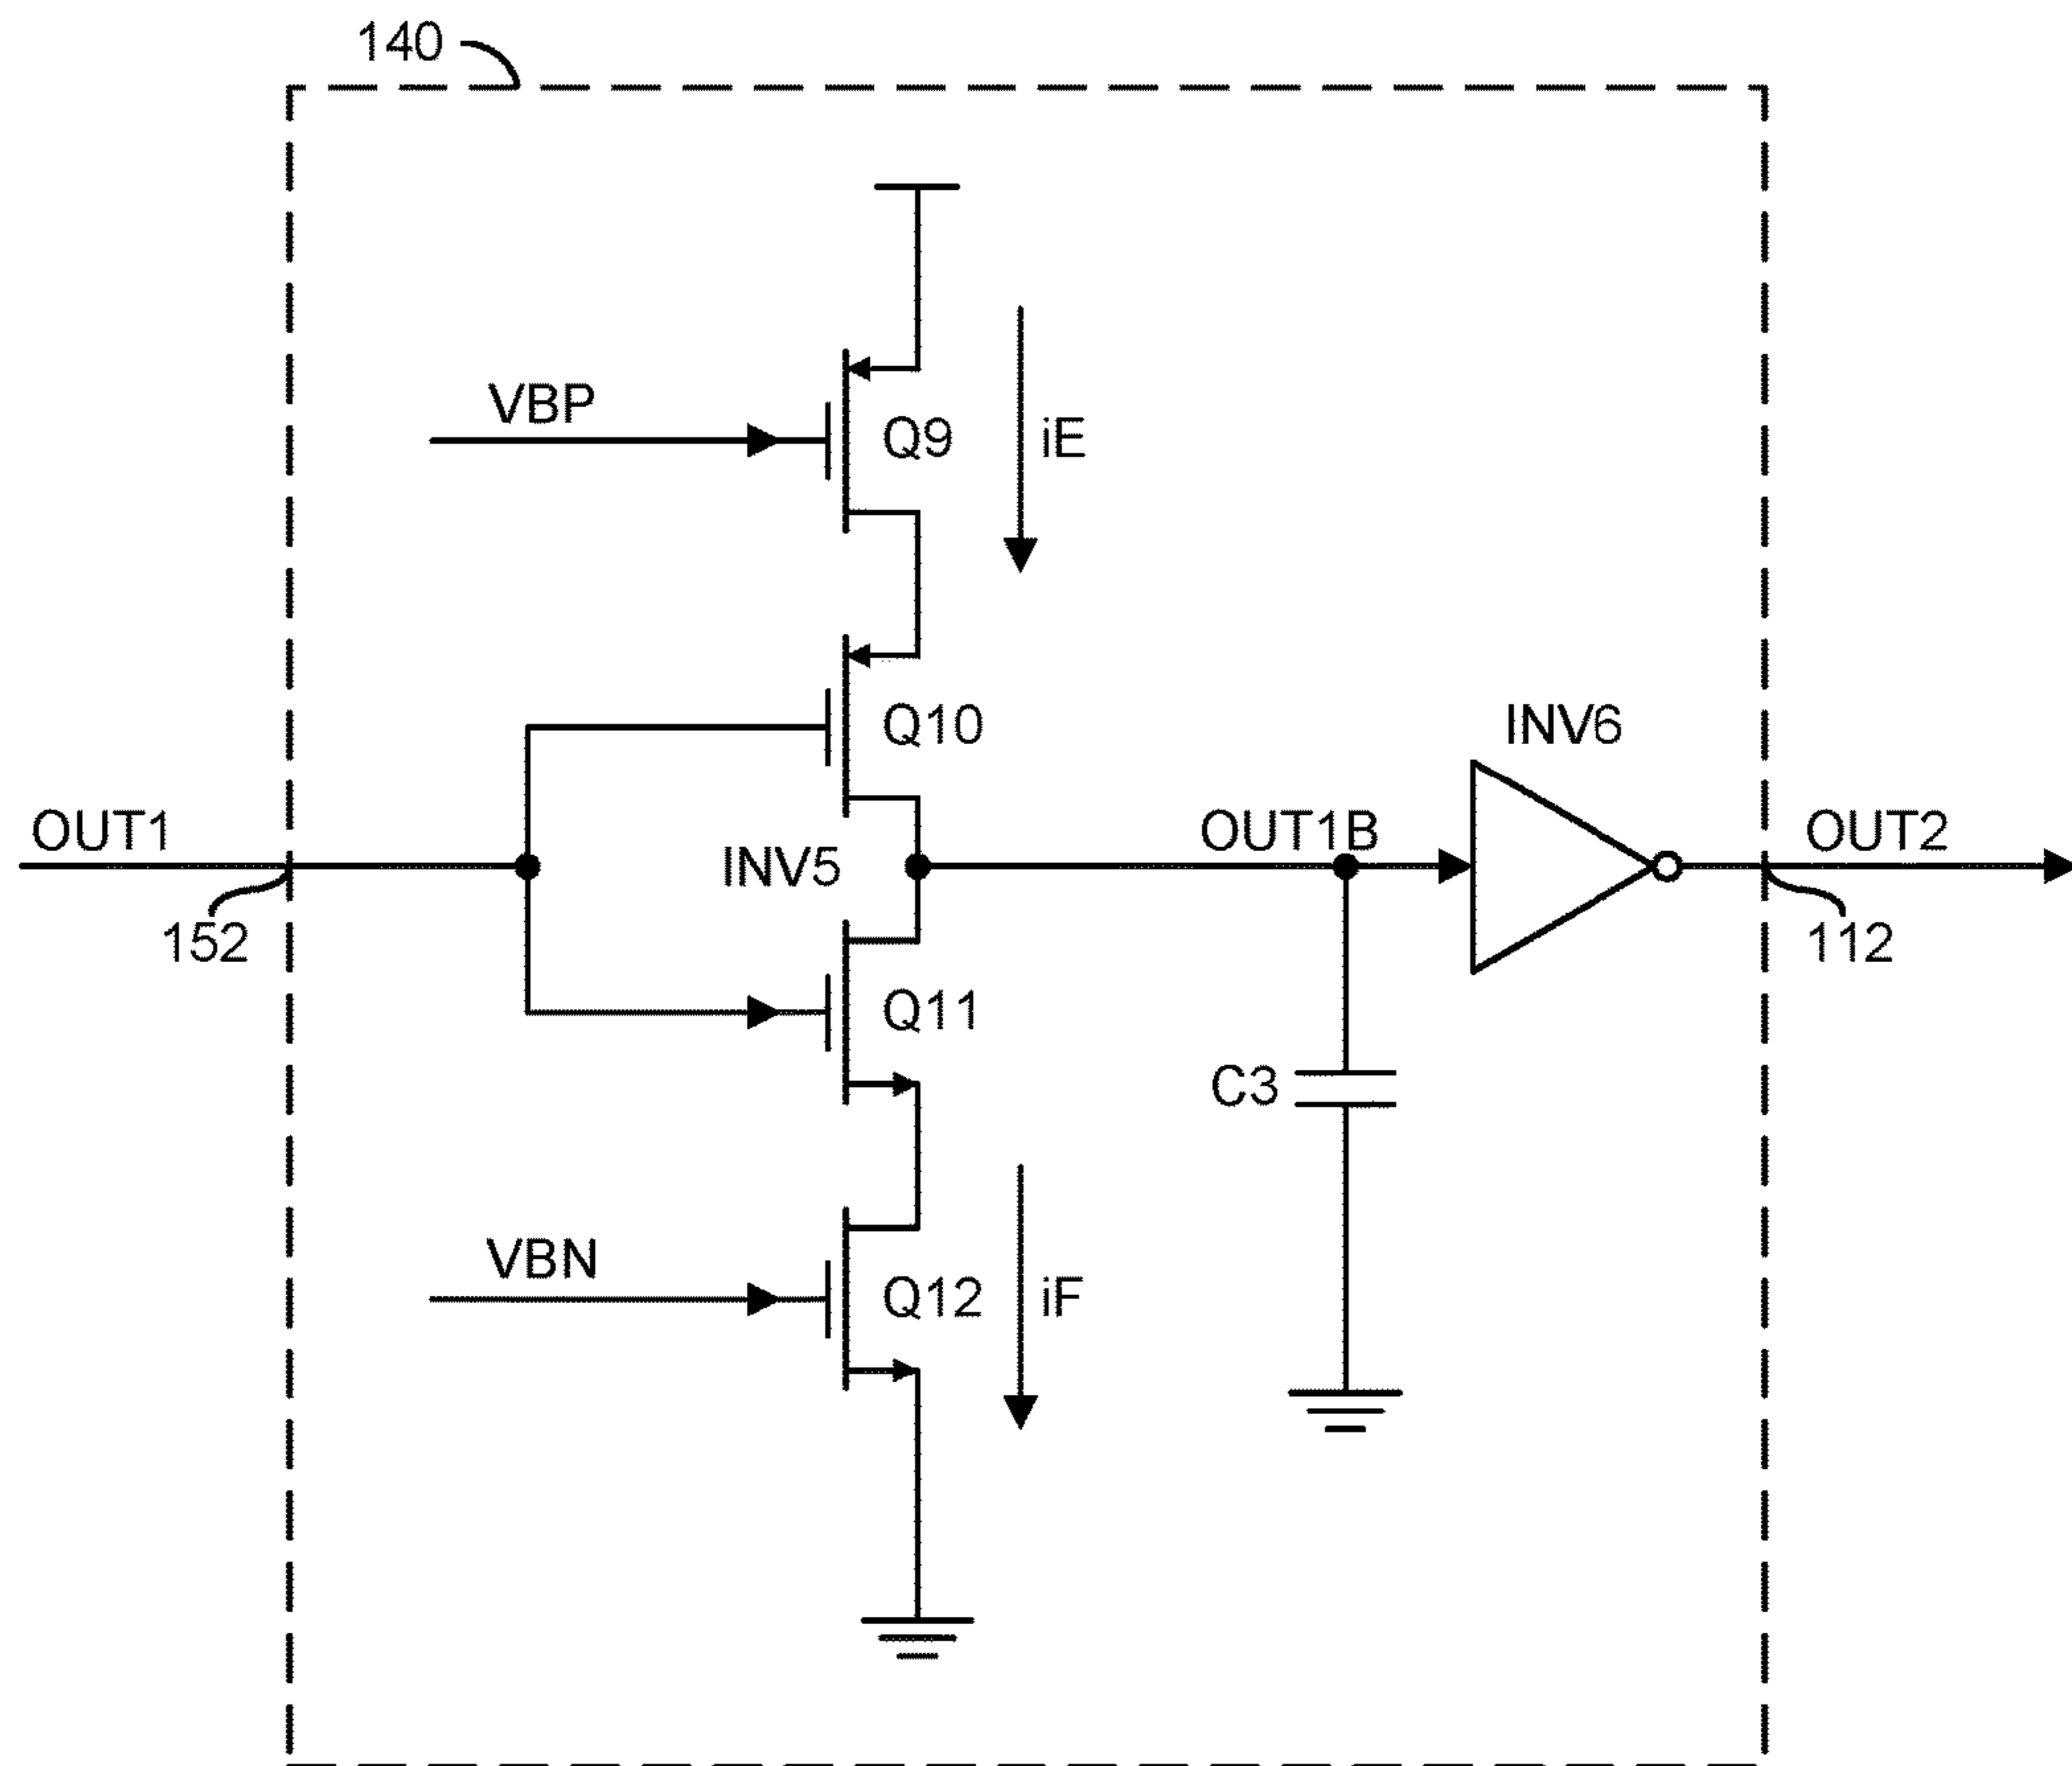 140
VBP
Q9
iE
Q10
INV6
OUT1
INV5
OUT1B
OUT2
152
112
Q11
C3
VBN
Q12
iF